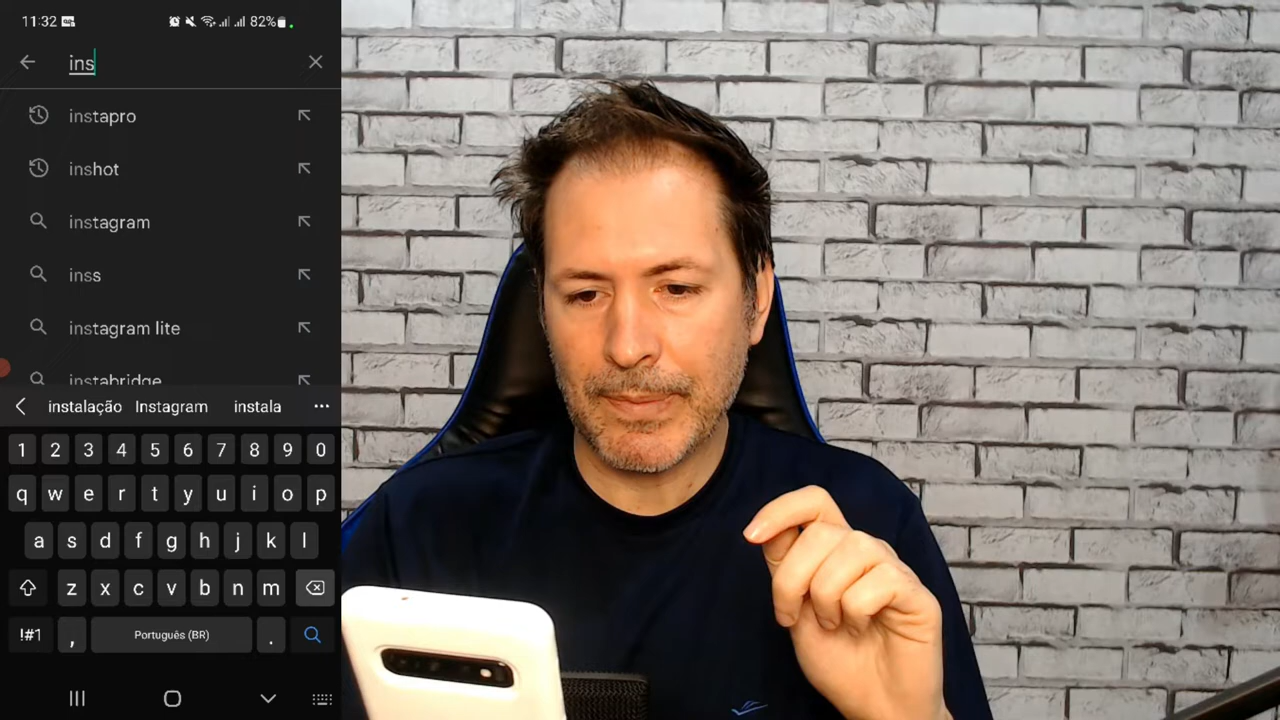 11:32
82%
ins
instapro
inshot
instagram
inss
instagram lite
instabridge
instalação Instagram instala
1 2 3 4 5 6 7 8 9 0
q w e r t y u i o p
a s d f g h j k l
z x c v b n m
!#1 , Português (BR) .